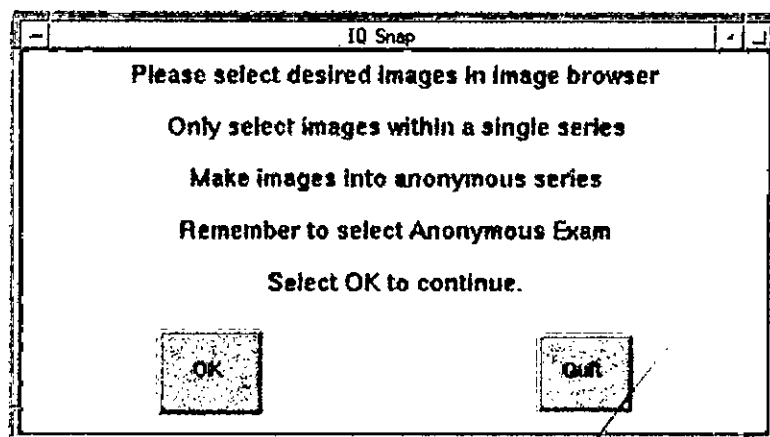 IQ Snap
Please select desired images in image browser
Only select images within a single series
Make images into anonymous series
Remember to select Anonymous Exam
Select OK to continue.
OK Quit